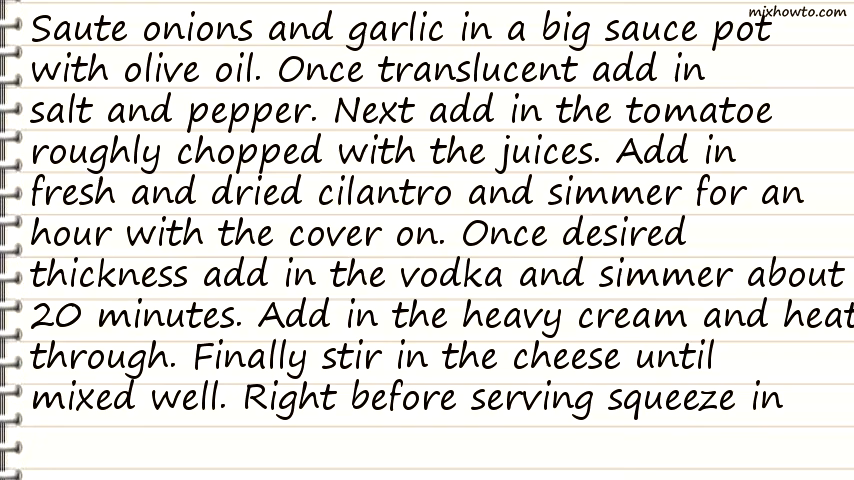 mixhowto.com
Saute onions and garlic in a big sauce pot
with olive oil. Once translucent add in
salt and pepper. Next add in the tomatoe
roughly chopped with the juices. Add in
fresh and dried cilantro and simmer for an
hour with the cover on. Once desired
thickness add in the vodka and simmer about
20 minutes. Add in the heavy cream and heat
through. Finally stir in the cheese until
mixed well. Right before serving squeeze in